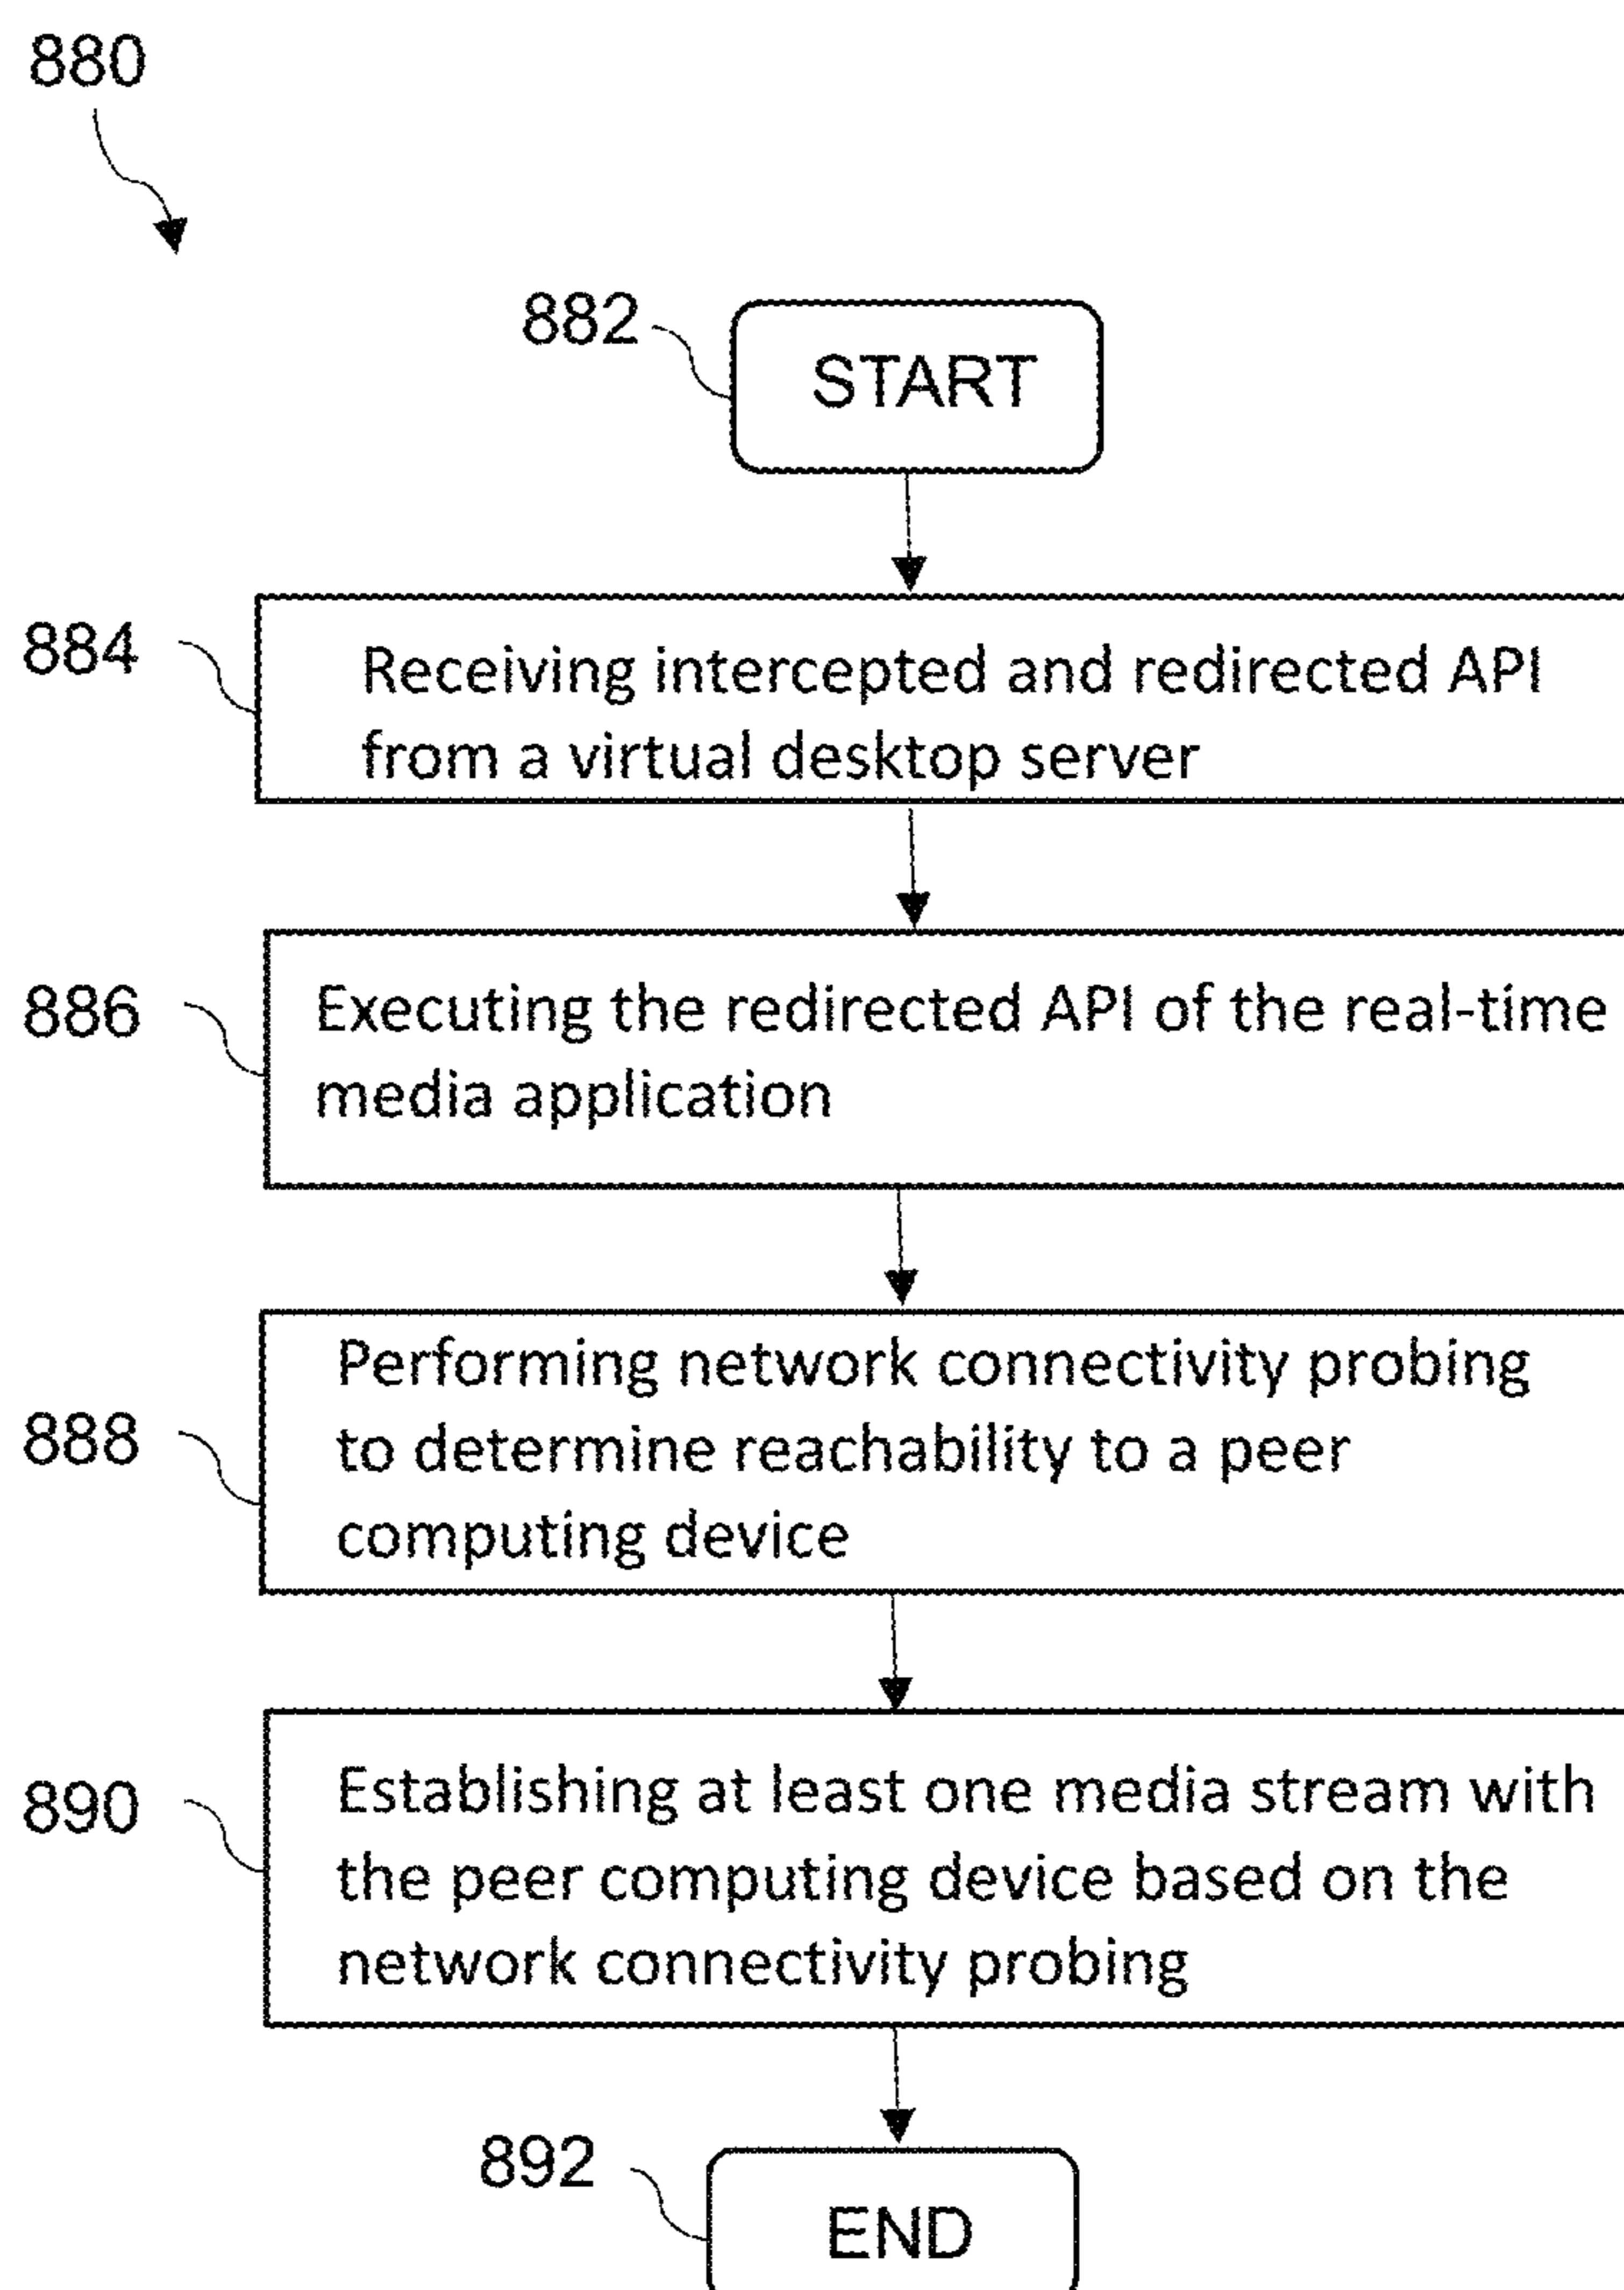 880
882
START
884
Receiving intercepted and redirected API
from a virtual desktop server
886
Executing the redirected API of the real-time
media application
888
Performing network connectivity probing
to determine reachability to a peer
computing device
890
Establishing at least one media stream with
the peer computing device based on the
network connectivity probing
892
END